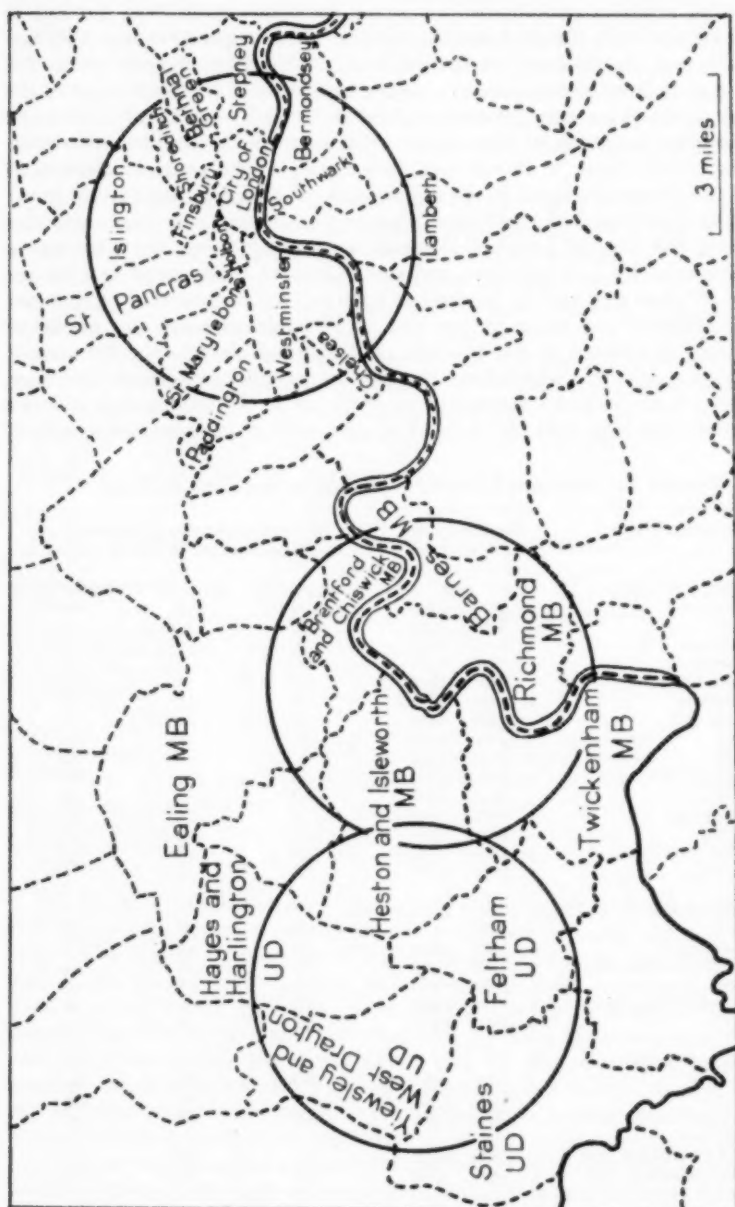 St
Pancras
Islington
Shoreditch
Bethnal
Green
Finsbury
Stepney
City of
London
Holborn
St Marylebone
Paddington
Westminster
Southwark
Bermondsey
Chelsea
Lambeth
3 miles
Ealing MB
Brentford
and Chiswick
MB
Barnes
MB
Richmond
MB
Heston and Isleworth
MB
Twickenham
MB
Hayes and
Harlington
UD
Yiewsley and
West Drayton
UD
Feltham
UD
Staines
UD